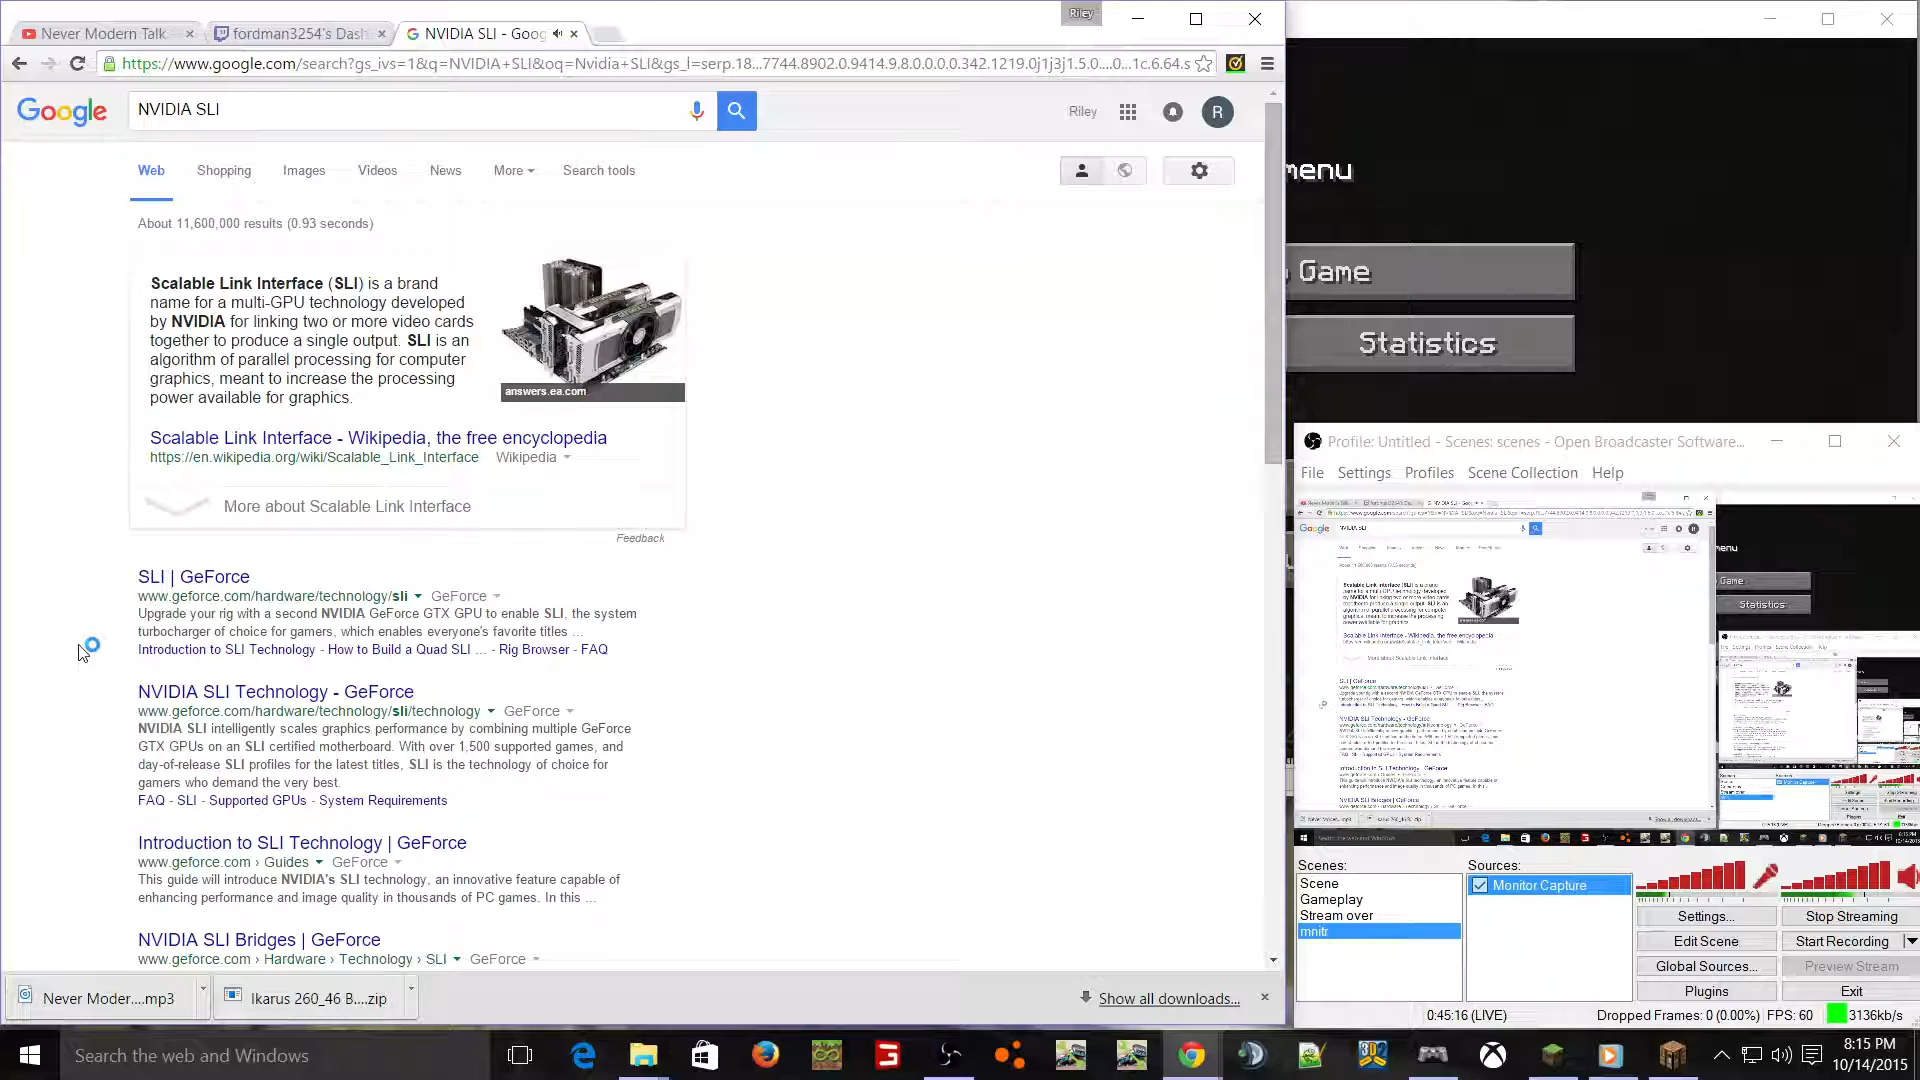 Riley
Never Modern Talk
fordman3254's Dash
NVIDIA SLI - Goog
https://www.google.com/search?gs_ivs=1&q=NVIDIA+SLI&oq=Nvidia+SLI&gs_l=serp.18...7744.8902.0.9414.9.8.0.0.0.0.342.1219.0j1j3j1.5.0....0...1c.6.64.s
Google
NVIDIA SLI
Riley
R
Web
Shopping
Images
Videos
News
More
Search tools
About 11,600,000 results (0.93 seconds)
Scalable Link Interface (SLI) is a brand
name for a multi-GPU technology developed
by NVIDIA for linking two or more video cards
together to produce a single output. SLI is an
algorithm of parallel processing for computer
graphics, meant to increase the processing
power available for graphics.
answers.ea.com
Scalable Link Interface - Wikipedia, the free encyclopedia
https://en.wikipedia.org/wiki/Scalable_Link_Interface Wikipedia
More about Scalable Link Interface
Feedback
SLI | GeForce
www.geforce.com/hardware/technology/sli GeForce
Upgrade your rig with a second NVIDIA GeForce GTX GPU to enable SLI, the system
turbocharger of choice for gamers, which enables everyone's favorite titles ...
Introduction to SLI Technology - How to Build a Quad SLI ... - Rig Browser - FAQ
NVIDIA SLI Technology - GeForce
www.geforce.com/hardware/technology/sli/technology GeForce
NVIDIA SLI intelligently scales graphics performance by combining multiple GeForce
GTX GPUs on an SLI certified motherboard. With over 1,500 supported games, and
day-of-release SLI profiles for the latest titles, SLI is the technology of choice for
gamers who demand the very best.
FAQ - SLI - Supported GPUs - System Requirements
Introduction to SLI Technology | GeForce
www.geforce.com › Guides GeForce
This guide will introduce NVIDIA's SLI technology, an innovative feature capable of
enhancing performance and image quality in thousands of PC games. In this ...
NVIDIA SLI Bridges | GeForce
www.geforce.com › Hardware › Technology › SLI GeForce
Never Moder....mp3
Ikarus 260_46 B....zip
Show all downloads...
menu
Game
Statistics
Profile: Untitled - Scenes: scenes - Open Broadcaster Software...
File
Settings
Profiles
Scene Collection
Help
Scenes:
Scene
Gameplay
Stream over
mnitr
Sources:
Monitor Capture
Settings...
Stop Streaming
Edit Scene
Start Recording
Global Sources...
Preview Stream
Plugins
Exit
0:45:16 (LIVE)
Dropped Frames: 0 (0.00%)
FPS: 60
3136kb/s
Search the web and Windows
8:15 PM
10/14/2015